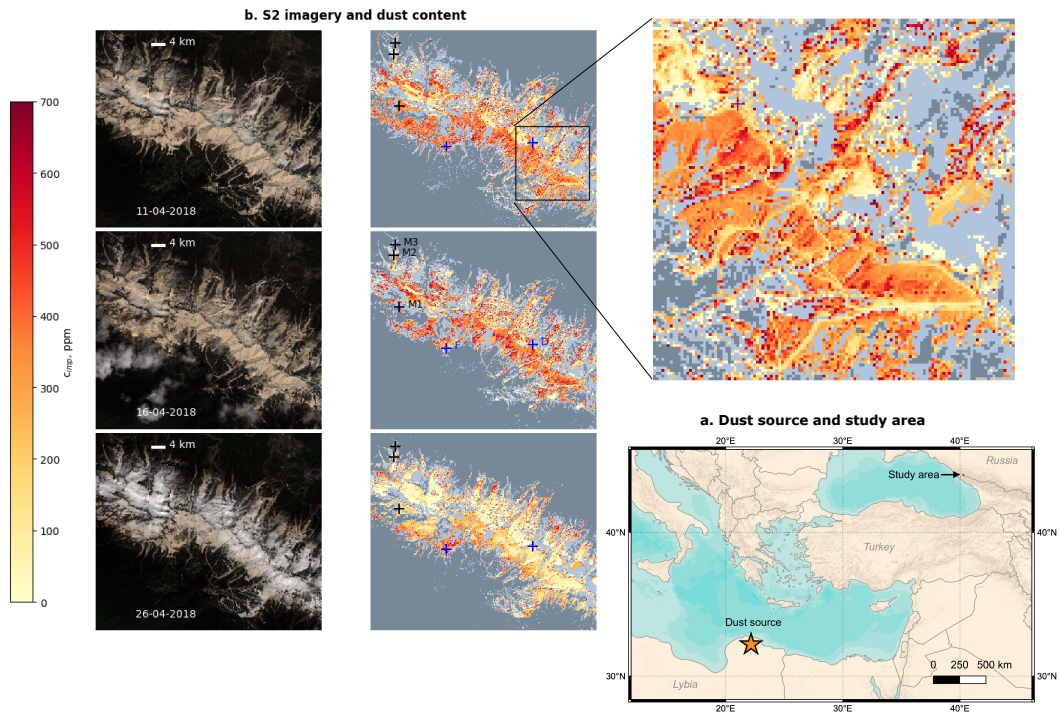 b. S2 imagery and dust content
4 km
11-04-2018
4 km
16-04-2018
4 km
26-04-2018
M3
M2
M1
F
D
700
600
500
400
300
200
100
0
c_imp, ppm
a. Dust source and study area
20°E 30°E 40°E
Russia
Study area
40°N 40°N
Turkey
Dust source
0 250 500 km
30°N 30°N
Lybia
20°E 30°E 40°E